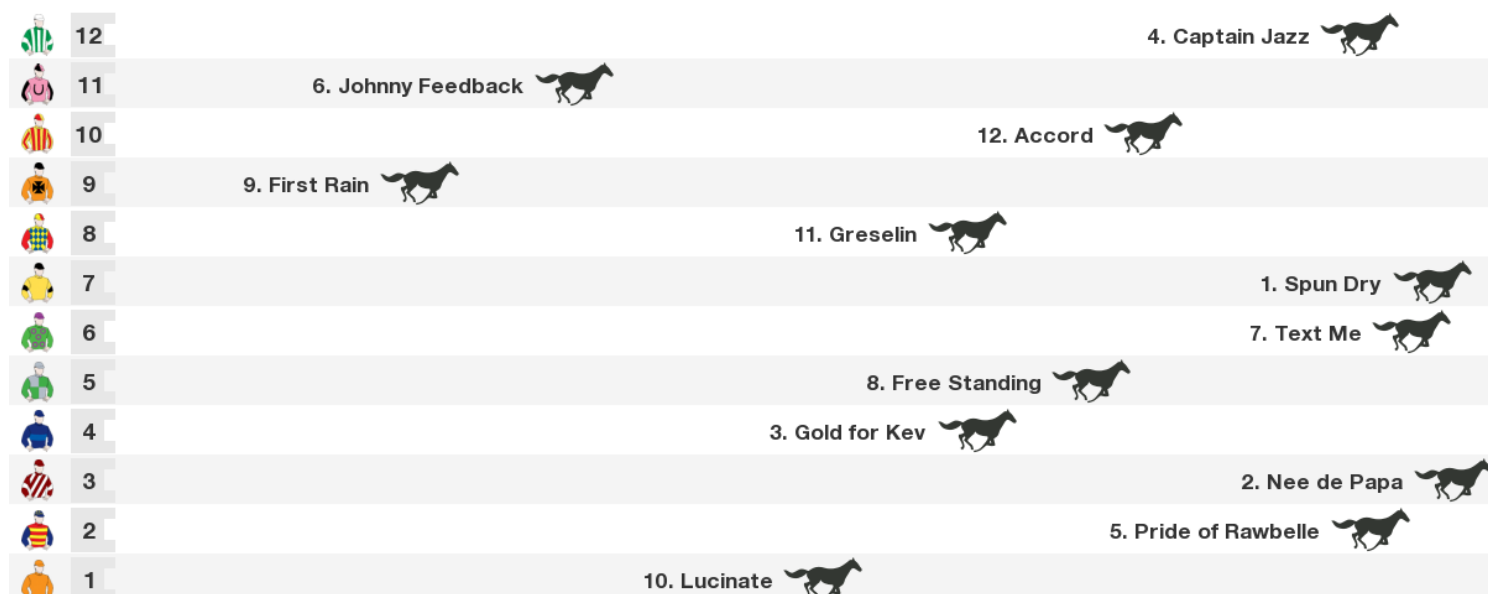 12 4. Captain Jazz
11 6. Johnny Feedback
10 12. Accord
9 9. First Rain
8 11. Greselin
7 1. Spun Dry
6 7. Text Me
5 8. Free Standing
4 3. Gold for Kev
3 2. Nee de Papa
2 5. Pride of Rawbelle
1 10. Lucinate